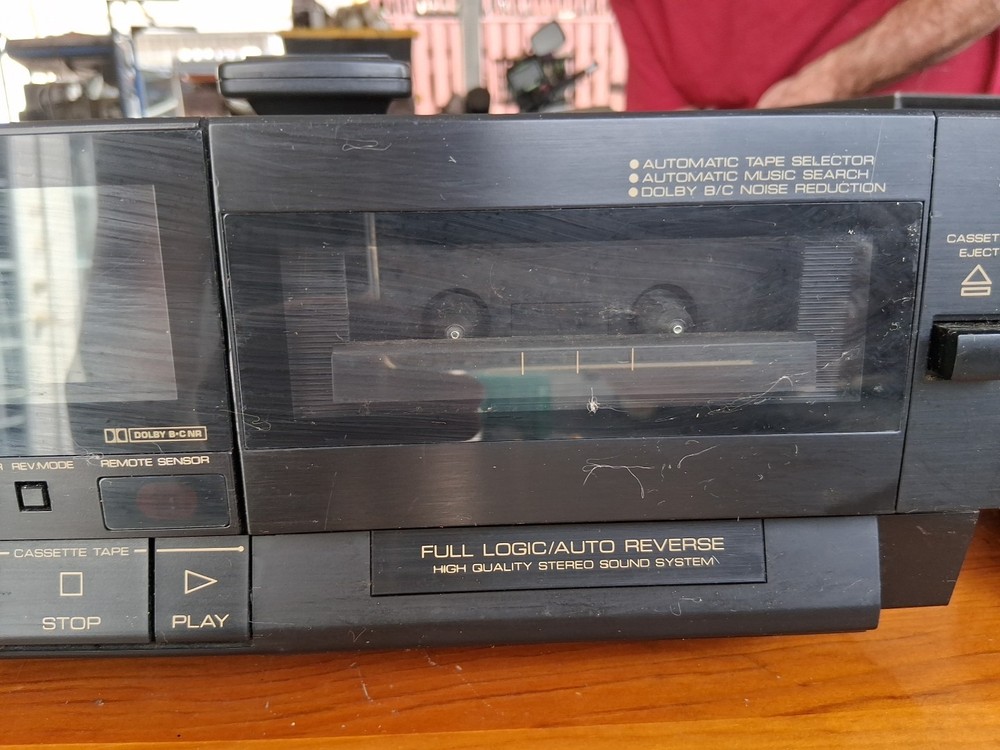 AUTOMATIC TAPE SELECTOR
AUTOMATIC MUSIC SEARCH
DOLBY B/C NOISE REDUCTION
CASSET
EJECT
DOLBY B•C NR
R REV.MODE
REMOTE SENSOR
CASSETTE TAPE
STOP
PLAY
FULL LOGIC/AUTO REVERSE
HIGH QUALITY STEREO SOUND SYSTEM